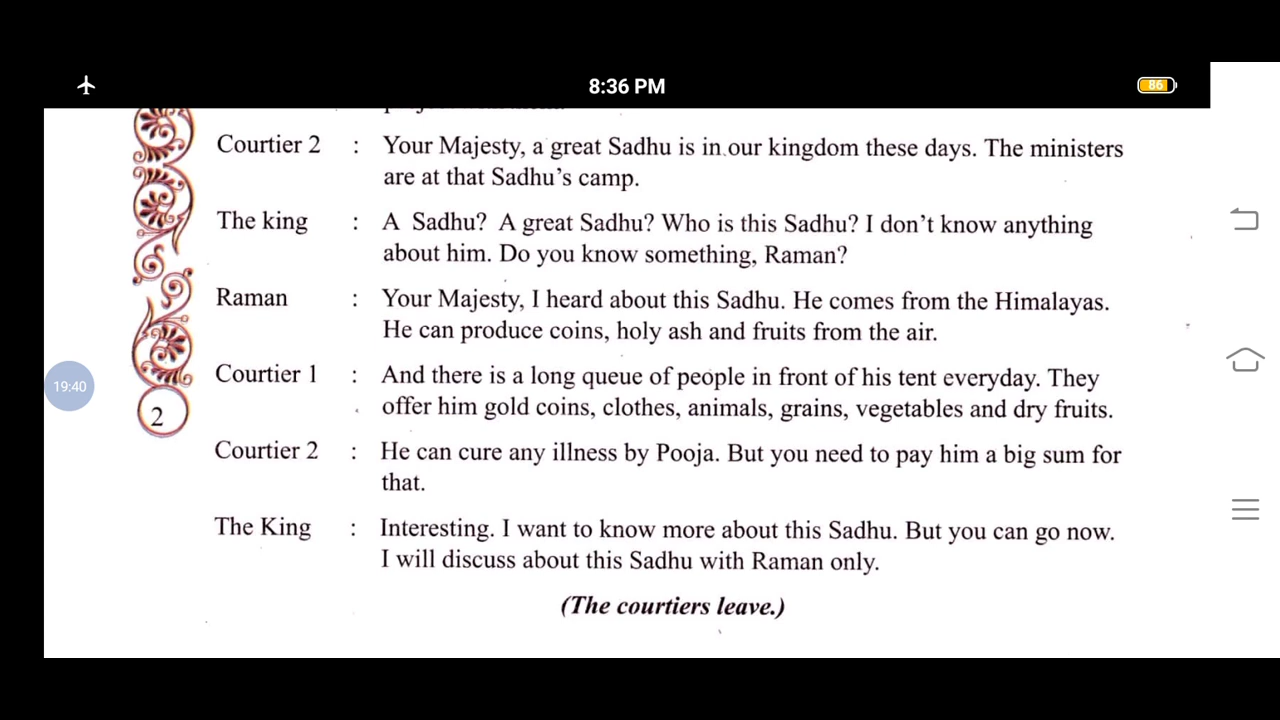 8:36 PM
86
Courtier 2 : Your Majesty, a great Sadhu is in our kingdom these days. The ministers
are at that Sadhu's camp.
The king : A Sadhu? A great Sadhu? Who is this Sadhu? I don't know anything
about him. Do you know something, Raman?
Raman : Your Majesty, I heard about this Sadhu. He comes from the Himalayas.
He can produce coins, holy ash and fruits from the air.
19:40
Courtier 1 : And there is a long queue of people in front of his tent everyday. They
offer him gold coins, clothes, animals, grains, vegetables and dry fruits.
2
Courtier 2 : He can cure any illness by Pooja. But you need to pay him a big sum for
that.
The King : Interesting. I want to know more about this Sadhu. But you can go now.
I will discuss about this Sadhu with Raman only.
(The courtiers leave.)